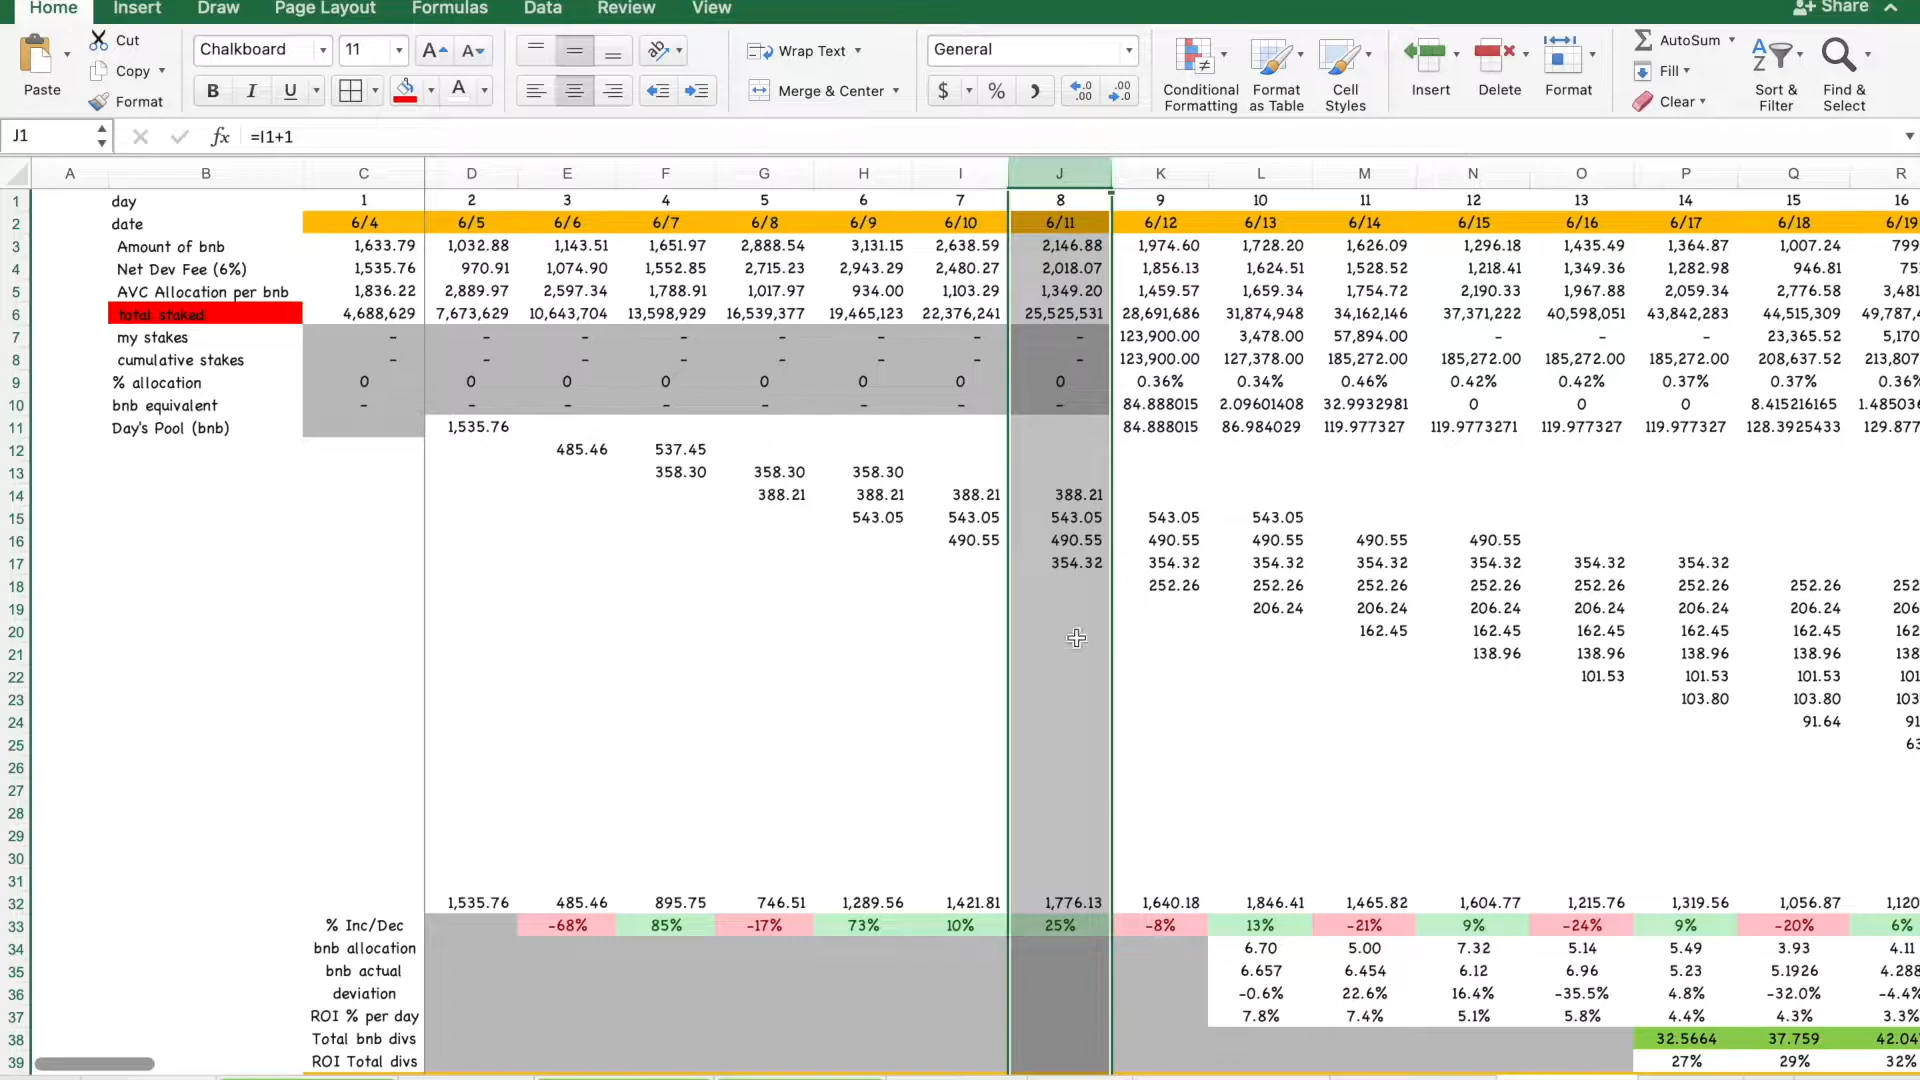 Home Insert Draw Page Layout Formulas Data Review View Share
Cut Chalkboard 11 A A Wrap Text General AutoSum
Copy Fill
Paste Format B I U A Merge & Center $ % Conditional Formatting Format as Table Cell Styles Insert Delete Format Clear Sort & Filter Find & Select
J1 fx =I1+1
A B C D E F G H I J K L M N O P Q R
1 day 1 2 3 4 5 6 7 8 9 10 11 12 13 14 15 16
2 date 6/4 6/5 6/6 6/7 6/8 6/9 6/10 6/11 6/12 6/13 6/14 6/15 6/16 6/17 6/18 6/19
3 Amount of bnb 1,633.79 1,032.88 1,143.51 1,651.97 2,888.54 3,131.15 2,638.59 2,146.88 1,974.60 1,728.20 1,626.09 1,296.18 1,435.49 1,364.87 1,007.24 799
4 Net Dev Fee (6%) 1,535.76 970.91 1,074.90 1,552.85 2,715.23 2,943.29 2,480.27 2,018.07 1,856.13 1,624.51 1,528.52 1,218.41 1,349.36 1,282.98 946.81 75
5 AVC Allocation per bnb 1,836.22 2,889.97 2,597.34 1,788.91 1,017.97 934.00 1,103.29 1,349.20 1,459.57 1,659.34 1,754.72 2,190.33 1,967.88 2,059.34 2,776.58 3,481
6 total staked 4,688,629 7,673,629 10,643,704 13,598,929 16,539,377 19,465,123 22,376,241 25,525,531 28,691,686 31,874,948 34,162,146 37,371,222 40,598,051 43,842,283 44,515,309 49,787,4
7 my stakes - - - - - - - - 123,900.00 3,478.00 57,894.00 - - - 23,365.52 5,170
8 cumulative stakes - - - - - - - - 123,900.00 127,378.00 185,272.00 185,272.00 185,272.00 185,272.00 208,637.52 213,807
9 % allocation 0 0 0 0 0 0 0 0 0.36% 0.34% 0.46% 0.42% 0.42% 0.37% 0.37% 0.36%
10 bnb equivalent - - - - - - - - 84.888015 2.09601408 32.9932981 0 0 0 8.415216165 1.485036
11 Day's Pool (bnb) 1,535.76 84.888015 86.984029 119.977327 119.9773271 119.977327 119.977327 128.3925433 129.877
12 485.46 537.45
13 358.30 358.30 358.30
14 388.21 388.21 388.21 388.21
15 543.05 543.05 543.05 543.05 543.05
16 490.55 490.55 490.55 490.55 490.55 490.55
17 354.32 354.32 354.32 354.32 354.32 354.32 354.32
18 252.26 252.26 252.26 252.26 252.26 252.26 252.26 252
19 206.24 206.24 206.24 206.24 206.24 206.24 206
20 162.45 162.45 162.45 162.45 162.45 162
21 138.96 138.96 138.96 138.96 138
22 101.53 101.53 101.53 101
23 103.80 103.80 103
24 91.64 91
25 63
26
27
28
29
30
31
32 1,535.76 485.46 895.75 746.51 1,289.56 1,421.81 1,776.13 1,640.18 1,846.41 1,465.82 1,604.77 1,215.76 1,319.56 1,056.87 1,120
33 % Inc/Dec -68% 85% -17% 73% 10% 25% -8% 13% -21% 9% -24% 9% -20% 6%
34 bnb allocation 6.70 5.00 7.32 5.14 5.49 3.93 4.11
35 bnb actual 6.657 6.454 6.12 6.96 5.23 5.1926 4.288
36 deviation -0.6% 22.6% 16.4% -35.5% 4.8% -32.0% -4.4%
37 ROI % per day 7.8% 7.4% 5.1% 5.8% 4.4% 4.3% 3.3%
38 Total bnb divs 32.5664 37.759 42.04
39 ROI Total divs 27% 29% 32%